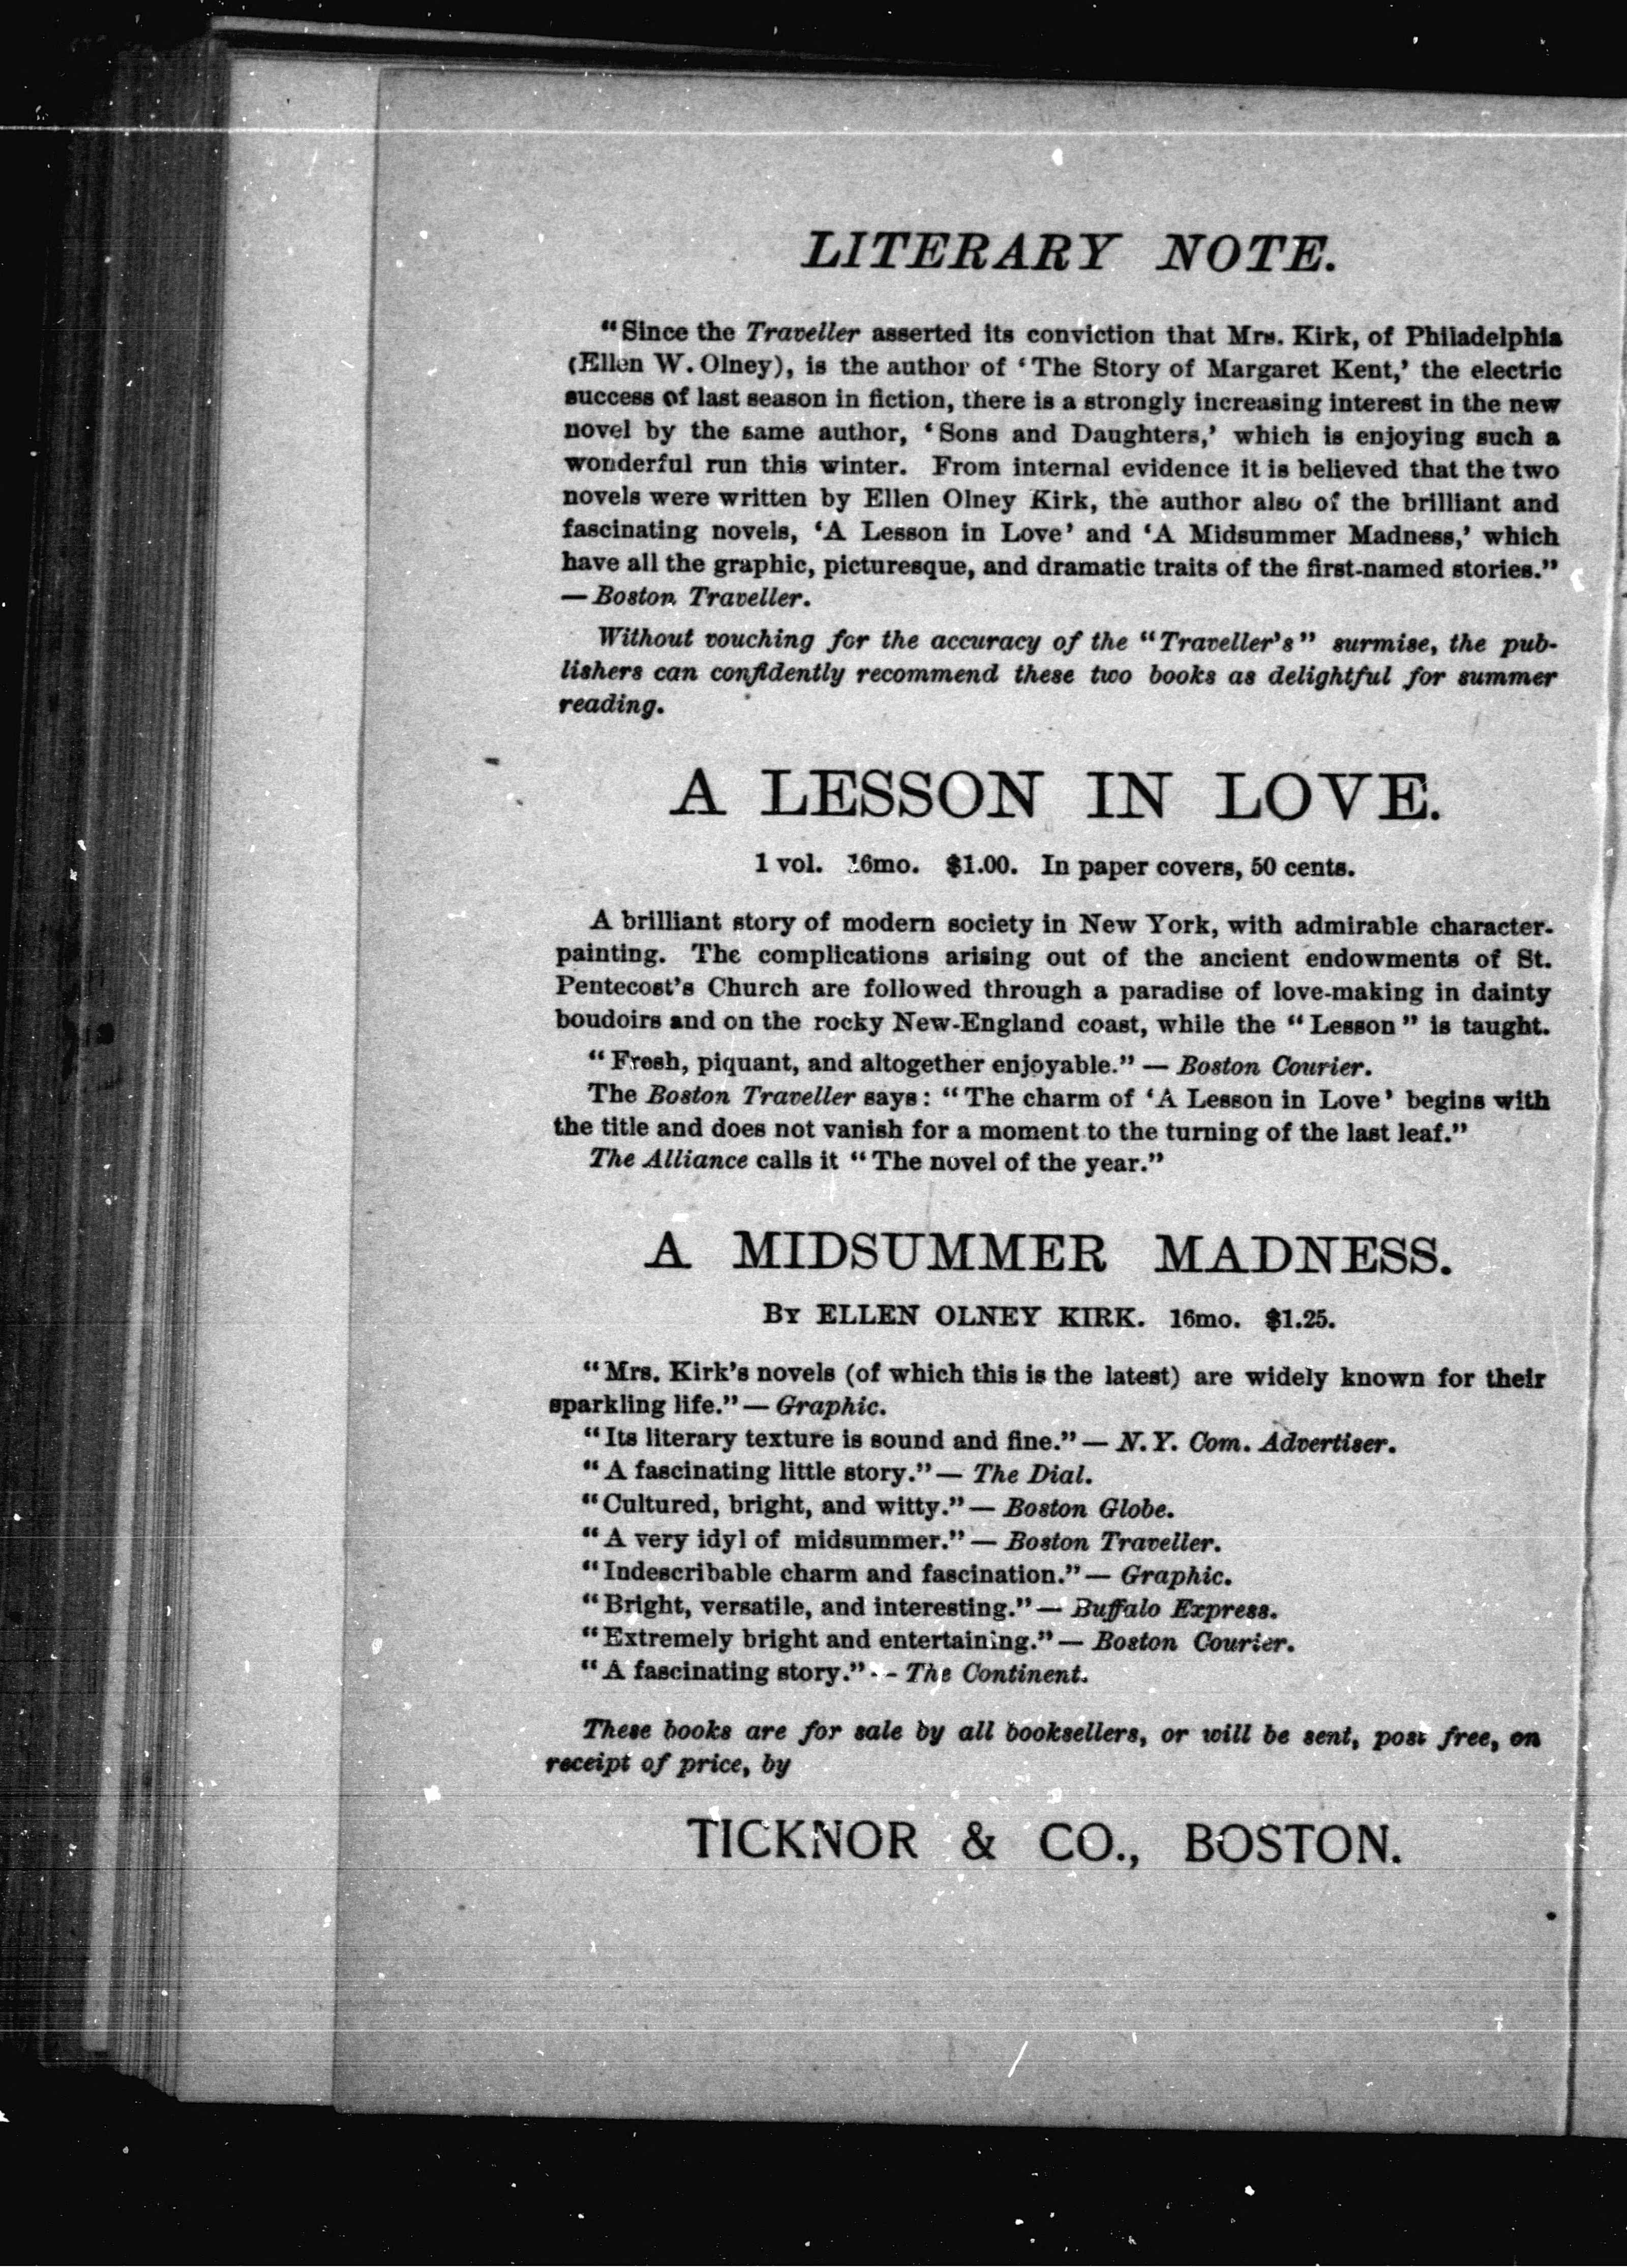 LITERARY NOTE.
“Since the Traveller asserted its conviction that Mrs. Kirk, of Philadelphia
(Ellen W. Olney), is the author of ‘The Story of Margaret Kent,’ the electric
success of last season in fiction, there is a strongly increasing interest in the new
novel by the same author, ‘Sons and Daughters,’ which is enjoying such a
wonderful run this winter. From internal evidence it is believed that the two
novels were written by Ellen Olney Kirk, the author also of the brilliant and
fascinating novels, ‘A Lesson in Love’ and ‘A Midsummer Madness,’ which
have all the graphic, picturesque, and dramatic traits of the first-named stories.”
— Boston Traveller.
Without vouching for the accuracy of the “Traveller’s” surmise, the pub-
lishers can confidently recommend these two books as delightful for summer
reading.
A LESSON IN LOVE.
1 vol. 16mo. $1.00. In paper covers, 50 cents.
A brilliant story of modern society in New York, with admirable character-
painting. The complications arising out of the ancient endowments of St.
Pentecost’s Church are followed through a paradise of love-making in dainty
boudoirs and on the rocky New-England coast, while the “Lesson” is taught.
“Fresh, piquant, and altogether enjoyable.” — Boston Courier.
The Boston Traveller says: “The charm of ‘A Lesson in Love’ begins with
the title and does not vanish for a moment to the turning of the last leaf.”
The Alliance calls it “The novel of the year.”
A MIDSUMMER MADNESS.
BY ELLEN OLNEY KIRK. 16mo. $1.25.
“Mrs. Kirk’s novels (of which this is the latest) are widely known for their
sparkling life.” — Graphic.
“Its literary texture is sound and fine.” — N. Y. Com. Advertiser.
“A fascinating little story.” — The Dial.
“Cultured, bright, and witty.” — Boston Globe.
“A very idyl of midsummer.” — Boston Traveller.
“Indescribable charm and fascination.” — Graphic.
“Bright, versatile, and interesting.” — Buffalo Express.
“Extremely bright and entertaining.” — Boston Courier.
“A fascinating story.” — The Continent.
These books are for sale by all booksellers, or will be sent, post free, on
receipt of price, by
TICKNOR & CO., BOSTON.